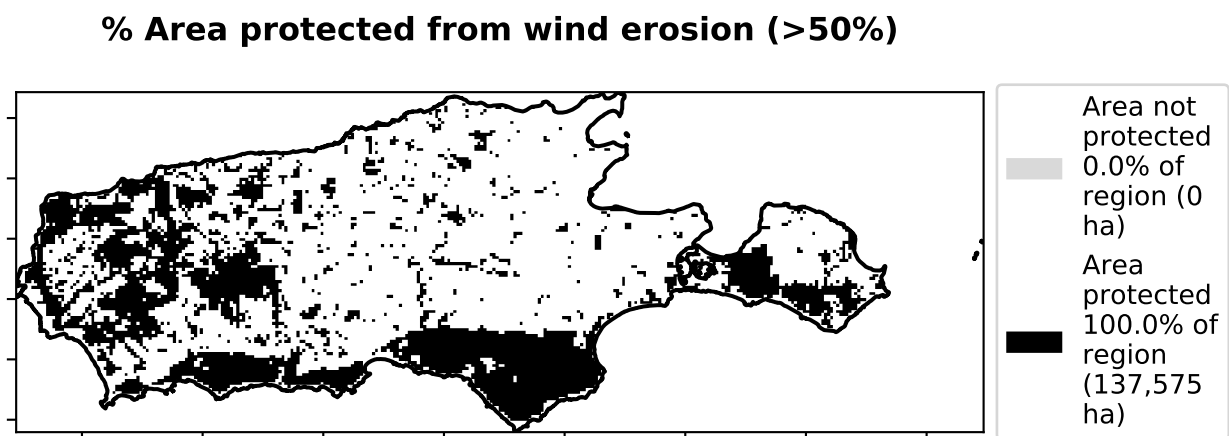 % Area protected from wind erosion (>50%)
Area not
protected
0.0% of
region (0
ha)
Area
protected
100.0% of
region
(137,575
ha)